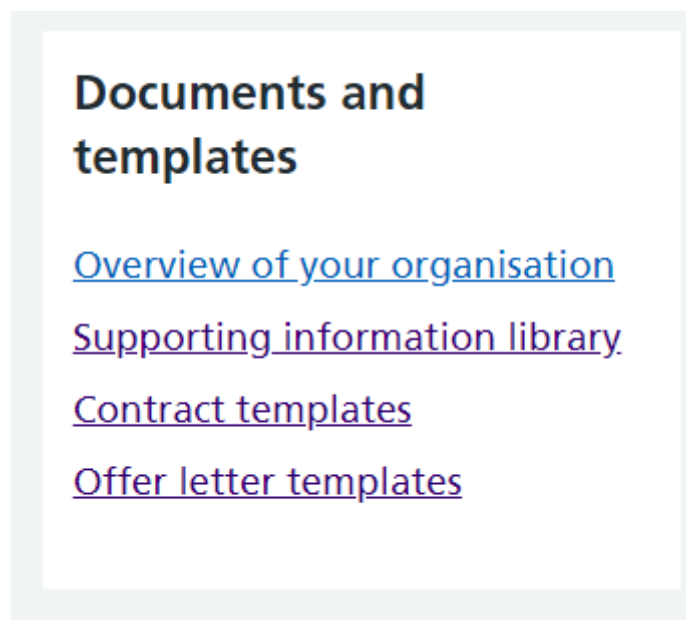 Documents and
templates
Overview of your organisation
Supporting information library
Contract templates
Offer letter templates